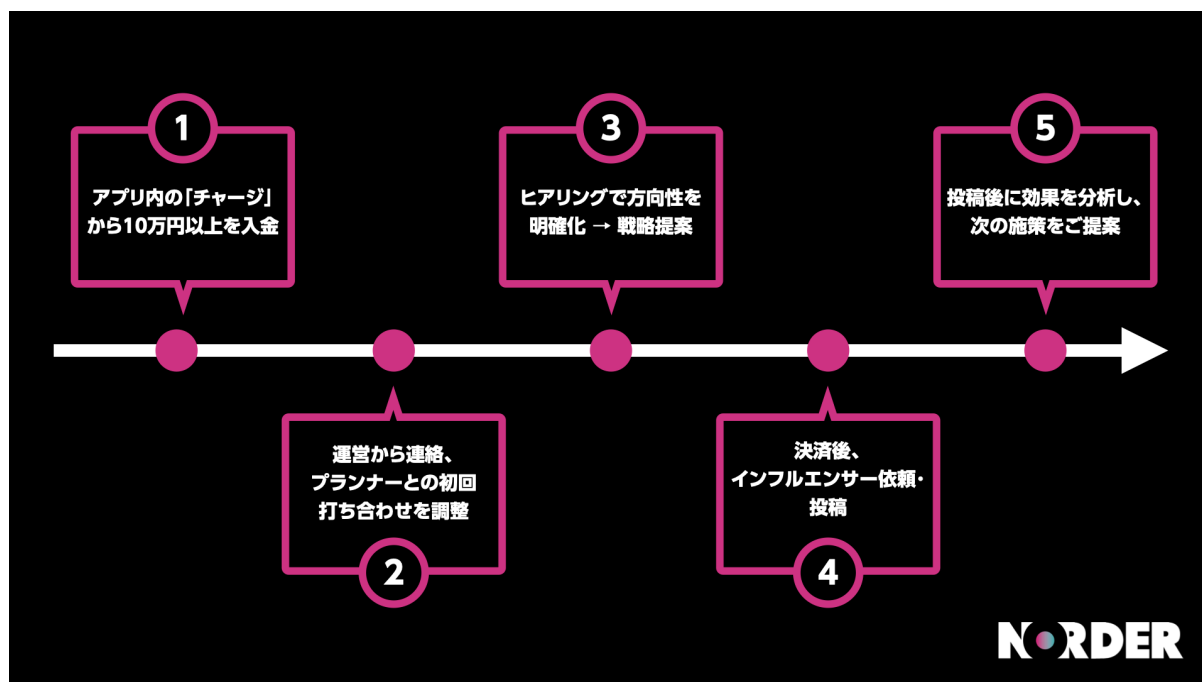 1
アプリ内の「チャージ」
から10万円以上を入金
2
運営から連絡、
プランナーとの初回
打ち合わせを調整
3
ヒアリングで方向性を
明確化 → 戦略提案
4
決済後、
インフルエンサー依頼・
投稿
5
投稿後に効果を分析し、
次の施策をご提案
NORDER